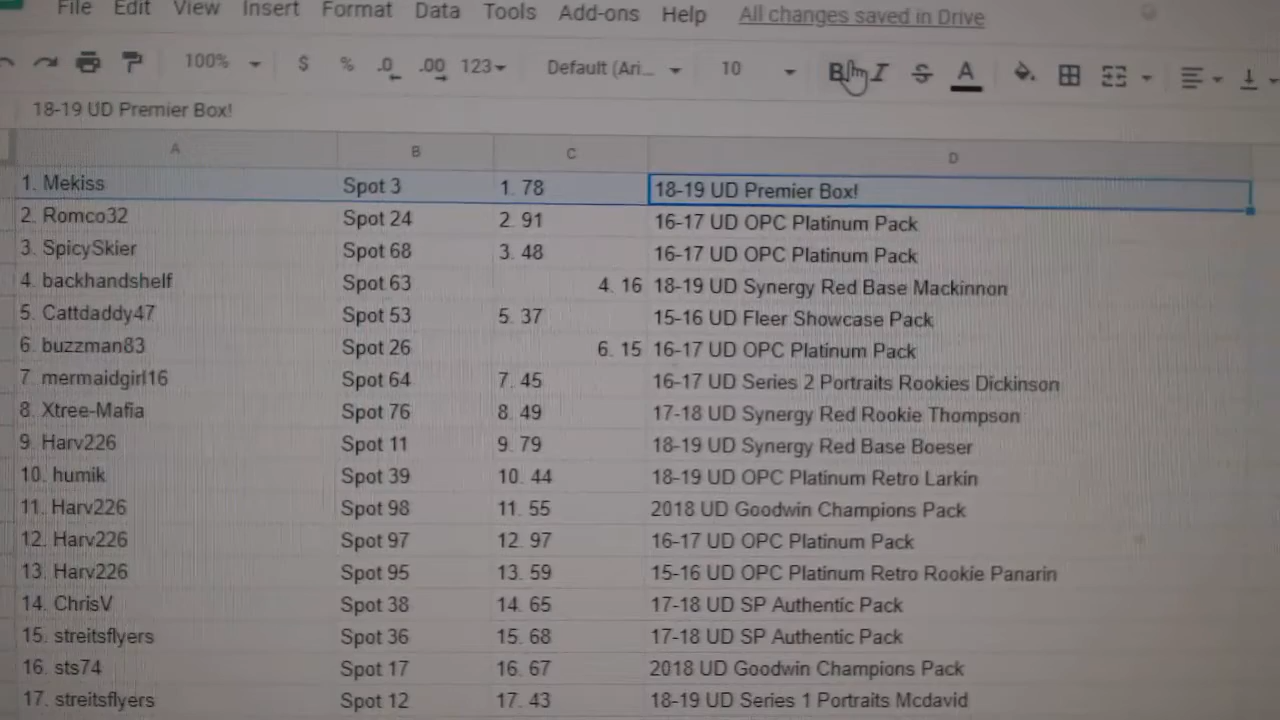 File Edit View Insert Format Data Tools Add-ons Help All changes saved in Drive
100% $ % .0 .00 123 Default (Ari... 10 B I S A
18-19 UD Premier Box!
A B C D
1. Mekiss Spot 3 1. 78 18-19 UD Premier Box!
2. Romco32 Spot 24 2. 91 16-17 UD OPC Platinum Pack
3. SpicySkier Spot 68 3. 48 16-17 UD OPC Platinum Pack
4. backhandshelf Spot 63 4. 16 18-19 UD Synergy Red Base Mackinnon
5. Cattdaddy47 Spot 53 5. 37 15-16 UD Fleer Showcase Pack
6. buzzman83 Spot 26 6. 15 16-17 UD OPC Platinum Pack
7. mermaidgirl16 Spot 64 7. 45 16-17 UD Series 2 Portraits Rookies Dickinson
8. Xtree-Mafia Spot 76 8. 49 17-18 UD Synergy Red Rookie Thompson
9. Harv226 Spot 11 9. 79 18-19 UD Synergy Red Base Boeser
10. humik Spot 39 10. 44 18-19 UD OPC Platinum Retro Larkin
11. Harv226 Spot 98 11. 55 2018 UD Goodwin Champions Pack
12. Harv226 Spot 97 12. 97 16-17 UD OPC Platinum Pack
13. Harv226 Spot 95 13. 59 15-16 UD OPC Platinum Retro Rookie Panarin
14. ChrisV Spot 38 14. 65 17-18 UD SP Authentic Pack
15. streitsflyers Spot 36 15. 68 17-18 UD SP Authentic Pack
16. sts74 Spot 17 16. 67 2018 UD Goodwin Champions Pack
17. streitsflyers Spot 12 17. 43 18-19 UD Series 1 Portraits Mcdavid